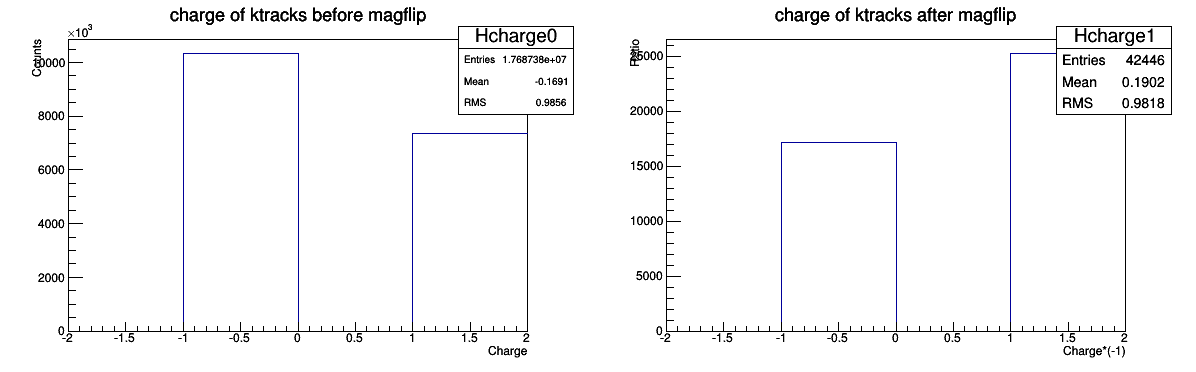 charge of ktracks before magflip
×10³
Counts
10000
8000
6000
4000
2000
0
-2 -1.5 -1 -0.5 0 0.5 1 1.5 2
Charge
Hcharge0
Entries 1.768738e+07
Mean -0.1691
RMS 0.9856
charge of ktracks after magflip
Ratio
25000
20000
15000
10000
5000
0
-2 -1.5 -1 -0.5 0 0.5 1 1.5 2
Charge*(-1)
Hcharge1
Entries 42446
Mean 0.1902
RMS 0.9818